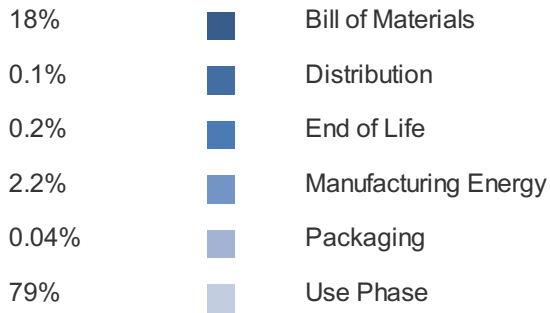 18% Bill of Materials
0.1% Distribution
0.2% End of Life
2.2% Manufacturing Energy
0.04% Packaging
79% Use Phase